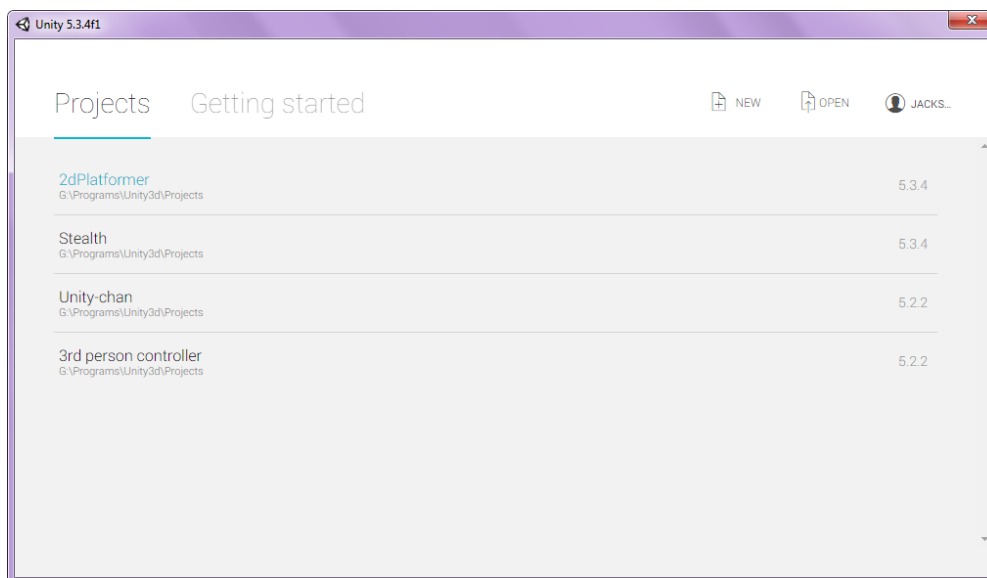 Unity 5.3.4f1
Projects
Getting started
NEW
OPEN
JACKS...
2dPlatformer
5.3.4
G:\Programs\Unity3d\Projects
Stealth
5.3.4
G:\Programs\Unity3d\Projects
Unity-chan
5.2.2
G:\Programs\Unity3d\Projects
3rd person controller
5.2.2
G:\Programs\Unity3d\Projects